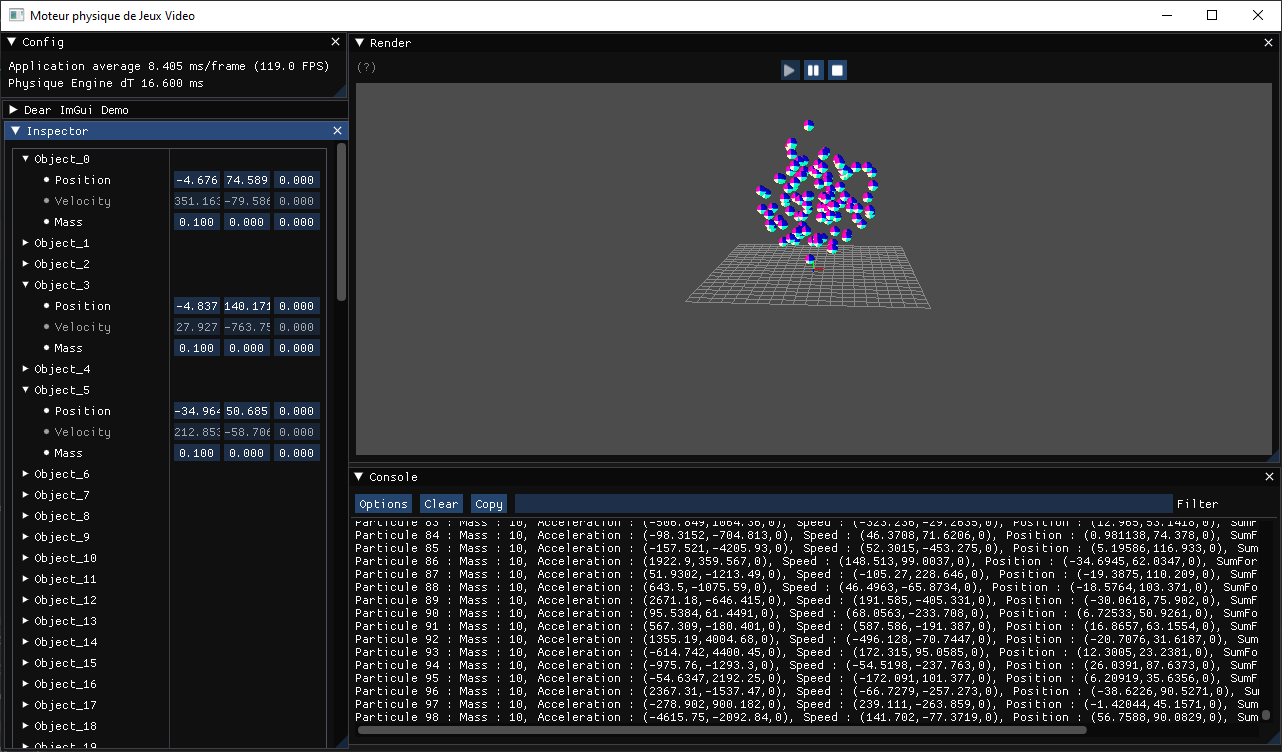 Moteur physique de Jeux Video
Config
Application average 8.405 ms/frame (119.0 FPS)
Physique Engine dT 16.600 ms
Dear ImGui Demo
Inspector
Object_0
Position -4.676 74.589 0.000
Velocity 351.163 -79.586 0.000
Mass 0.100 0.000 0.000
Object_1
Object_2
Object_3
Position -4.837 140.171 0.000
Velocity 27.927 -763.75 0.000
Mass 0.100 0.000 0.000
Object_4
Object_5
Position -34.964 50.685 0.000
Velocity 212.853 -58.706 0.000
Mass 0.100 0.000 0.000
Object_6
Object_7
Object_8
Object_9
Object_10
Object_11
Object_12
Object_13
Object_14
Object_15
Object_16
Object_17
Object_18
Object_19
Render
(?)
Console
Options Clear Copy Filter
Particule 83 : Mass : 10, Acceleration : (-506.849,1064.36,0), Speed : (-323.236,-29.2635,0), Position : (12.965,53.1418,0), SumF
Particule 84 : Mass : 10, Acceleration : (-98.3152,-704.813,0), Speed : (46.3708,71.6206,0), Position : (0.981138,74.378,0), SumF
Particule 85 : Mass : 10, Acceleration : (-157.521,-4205.93,0), Speed : (52.3015,-453.275,0), Position : (5.19586,116.933,0), Sum
Particule 86 : Mass : 10, Acceleration : (1922.9,359.567,0), Speed : (148.513,99.0037,0), Position : (-34.6945,62.0347,0), SumFor
Particule 87 : Mass : 10, Acceleration : (51.9302,-1213.49,0), Speed : (-105.27,228.646,0), Position : (-19.3875,110.209,0), SumF
Particule 88 : Mass : 10, Acceleration : (643.5,-1075.59,0), Speed : (46.4963,-65.8734,0), Position : (-18.5764,103.371,0), SumFo
Particule 89 : Mass : 10, Acceleration : (2671.18,-646.415,0), Speed : (191.585,-405.331,0), Position : (-30.0618,75.902,0), SumF
Particule 90 : Mass : 10, Acceleration : (95.5384,61.4491,0), Speed : (68.0563,-233.708,0), Position : (6.72533,50.9261,0), SumFo
Particule 91 : Mass : 10, Acceleration : (567.309,-180.401,0), Speed : (587.586,-191.387,0), Position : (16.8657,63.1554,0), SumF
Particule 92 : Mass : 10, Acceleration : (1355.19,4004.68,0), Speed : (-496.128,-70.7447,0), Position : (-20.7076,31.6187,0), Sum
Particule 93 : Mass : 10, Acceleration : (-614.742,4400.45,0), Speed : (172.315,95.0585,0), Position : (12.3005,23.2381,0), SumFo
Particule 94 : Mass : 10, Acceleration : (-975.76,-1293.3,0), Speed : (-54.5198,-237.763,0), Position : (26.0391,87.6373,0), SumF
Particule 95 : Mass : 10, Acceleration : (-54.6347,2192.25,0), Speed : (-172.091,101.377,0), Position : (6.20919,35.6356,0), SumF
Particule 96 : Mass : 10, Acceleration : (2367.31,-1537.47,0), Speed : (-66.7279,-257.273,0), Position : (-38.6226,90.5271,0), Su
Particule 97 : Mass : 10, Acceleration : (-278.902,900.182,0), Speed : (239.111,-263.859,0), Position : (-1.42044,45.1571,0), Sum
Particule 98 : Mass : 10, Acceleration : (-4615.75,-2092.84,0), Speed : (141.702,-77.3719,0), Position : (56.7588,90.0829,0), Sum